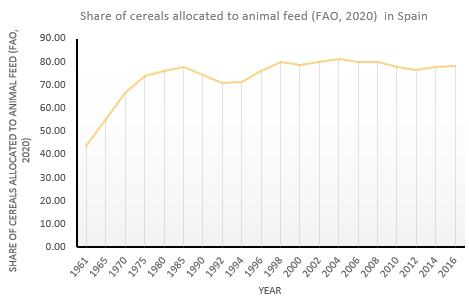 Share of cereals allocated to animal feed (FAO, 2020)  in Spain
SHARE OF CEREALS ALLOCATED TO ANIMAL FEED (FAO,
2020)
90.00
80.00
70.00
60.00
50.00
40.00
30.00
20.00
10.00
0.00
1961 1965 1970 1975 1980 1985 1990 1992 1994 1996 1998 2000 2002 2004 2006 2008 2010 2012 2014 2016
YEAR